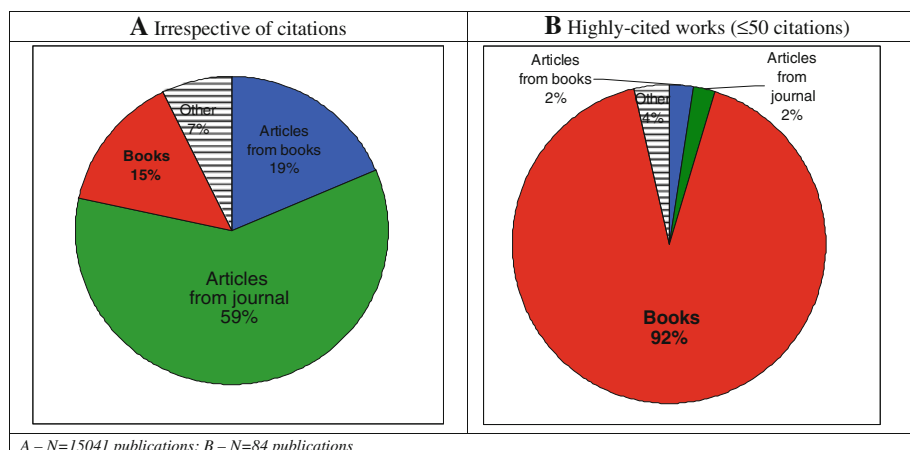 A Irrespective of citations
B Highly-cited works (≤50 citations)
Other
7%
Articles
from books
19%
Books
15%
Articles
from journal
59%
Articles
from books
2%
Articles
from
journal
2%
Other
4%
Books
92%
A – N=15041 publications; B – N=84 publications